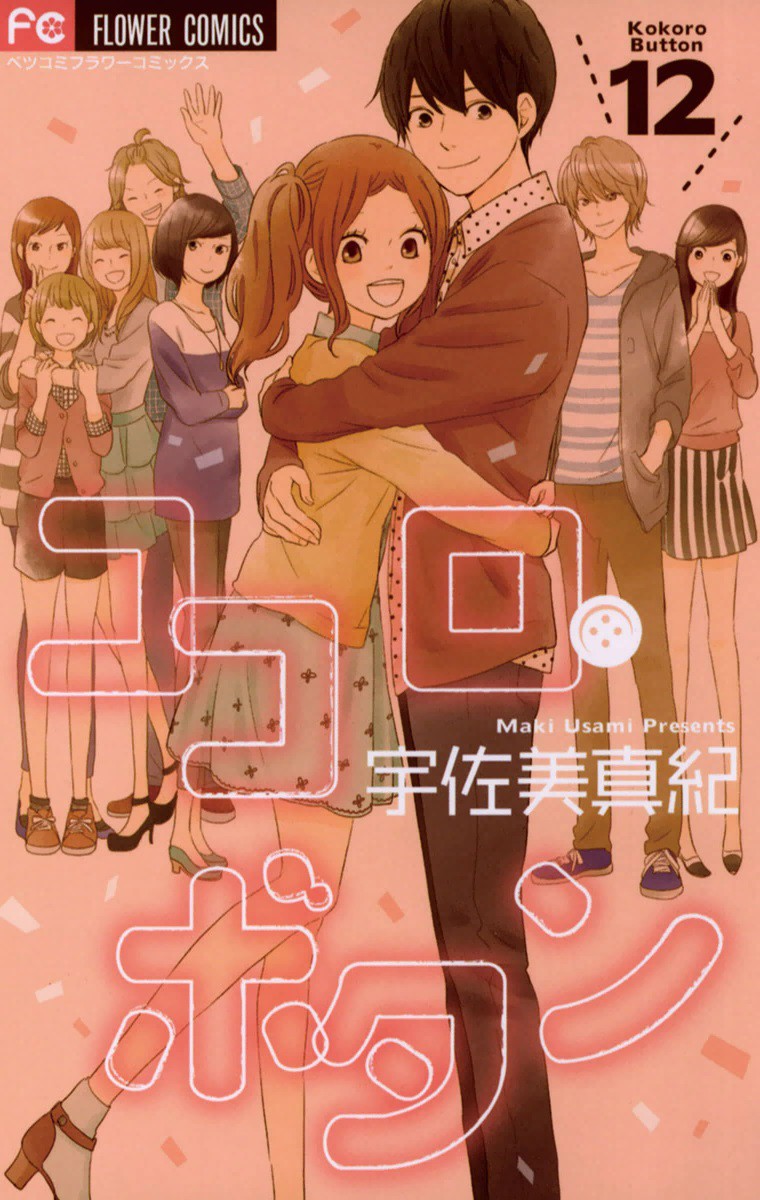 FC FLOWER COMICS
ベツコミフラワーコミックス
Kokoro
Button
12
ココロ
Maki Usami Presents
宇佐美真紀
ボタン